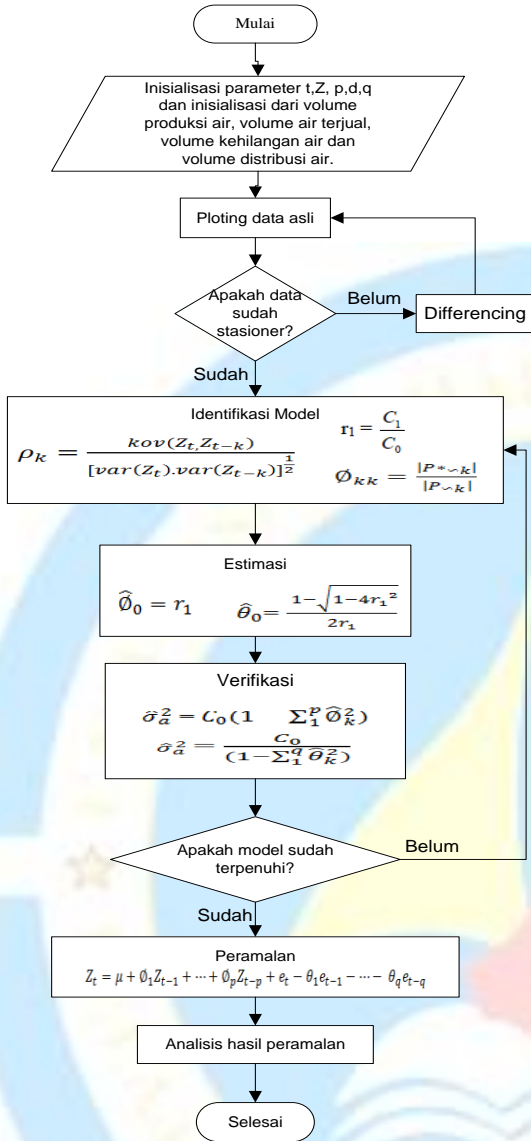 Mulai
Inisialisasi parameter t,Z, p,d,q
dan inisialisasi dari volume
produksi air, volume air terjual,
volume kehilangan air dan
volume distribusi air.
Ploting data asli
Apakah data
sudah
stasioner?
Belum
Differencing
Sudah
Identifikasi Model
ρₖ = kov(Zₜ,Zₜ₋ₖ) / [var(Zₜ).var(Zₜ₋ₖ)]^(1/2)
r₁ = C₁ / C₀
Ø_kk = |P*∽k| / |P∽k|
Estimasi
Ø̂₀ = r₁
θ̂₀ = (1−√(1−4r₁²)) / 2r₁
Verifikasi
σ̂ₐ² = C₀(1 Σ₁ᵖ Ø̂ₖ²)
σ̂ₐ² = C₀ / (1−Σ₁^q θ̂ₖ²)
Apakah model sudah
terpenuhi?
Belum
Sudah
Peramalan
Zₜ = μ + Ø₁Zₜ₋₁ + ⋯ + ØₚZₜ₋ₚ + eₜ − θ₁eₜ₋₁ − ⋯ − θ_q e_{t−q}
Analisis hasil peramalan
Selesai